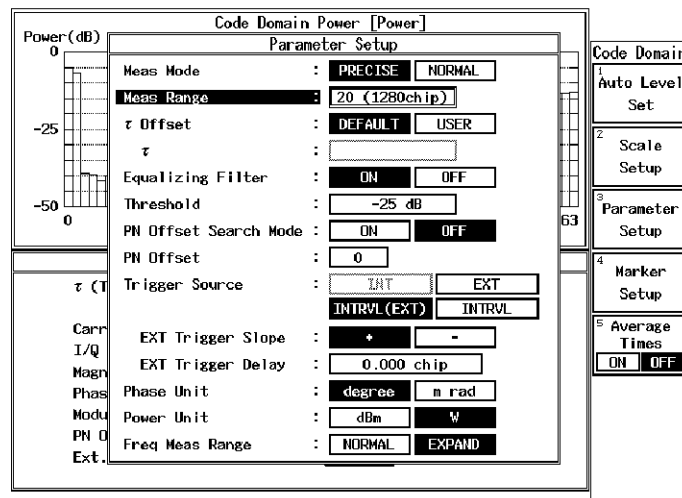 Code Domain Power [Power]
Power(dB)
Parameter Setup
0
-25
-50
0
63
Meas Mode : PRECISE NORMAL
Meas Range : 20 (1280chip)
τ Offset : DEFAULT USER
τ :
Equalizing Filter : ON OFF
Threshold : -25 dB
PN Offset Search Mode : ON OFF
PN Offset : 0
Trigger Source : INT EXT
INTRVL(EXT) INTRVL
EXT Trigger Slope : + -
EXT Trigger Delay : 0.000 chip
Phase Unit : degree m rad
Power Unit : dBm W
Freq Meas Range : NORMAL EXPAND
τ (T
Carr
I/Q
Magn
Phas
Modu
PN O
Ext.
Code Domain
1
Auto Level
Set
2
Scale
Setup
3
Parameter
Setup
4
Marker
Setup
5
Average
Times
ON OFF